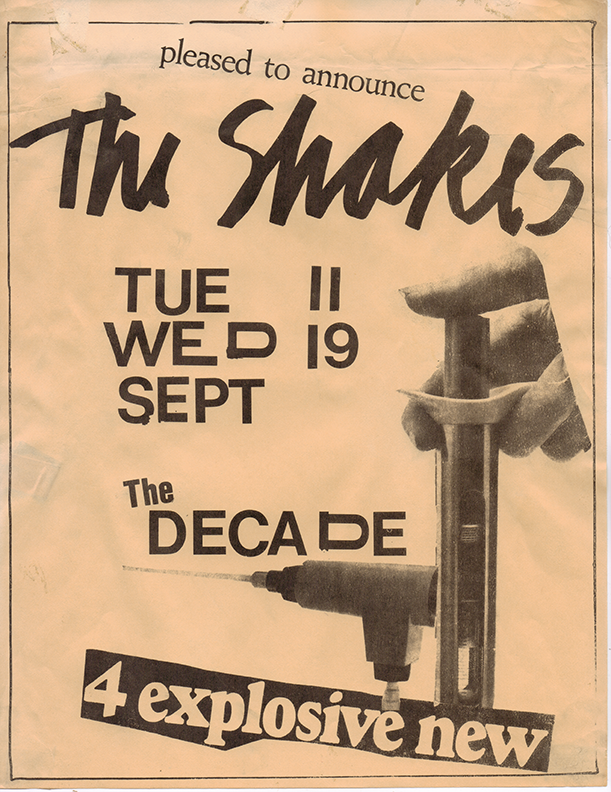 pleased to announce
The Shakes
TUE 11
WED 19
SEPT
The
DECADE
4 explosive new